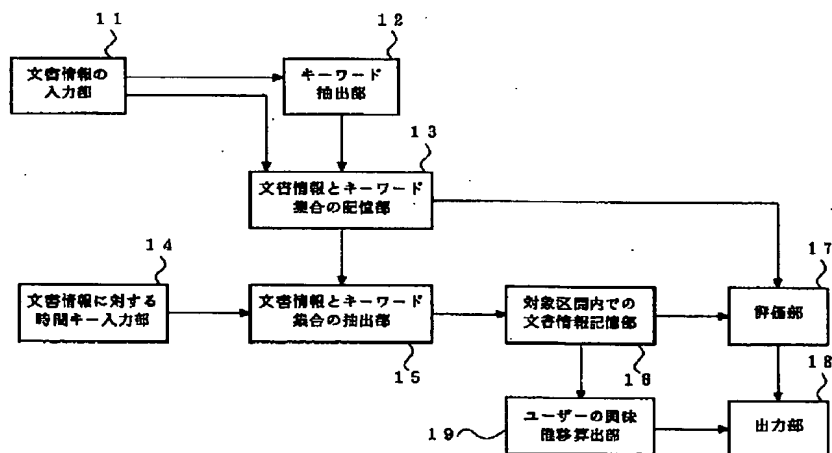 11
12
文書情報の
入力部
キーワード
抽出部
13
文書情報とキーワード
集合の記憶部
14
17
文書情報に対する
時間キー入力部
文書情報とキーワード
集合の抽出部
対象区間内での
文書情報記憶部
評価部
15
16
18
19
ユーザーの興味
推移算出部
出力部